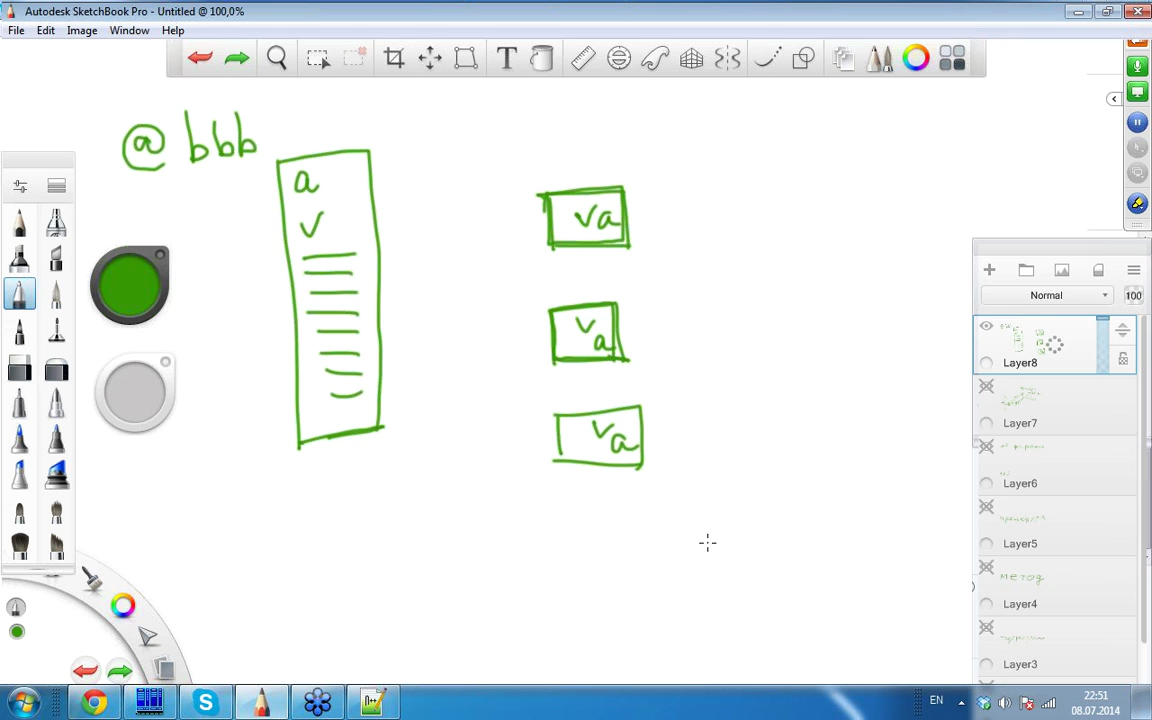 Autodesk SketchBook Pro - Untitled @ 100,0%
File Edit Image Window Help
@ bbb
a
v
va
va
va
Normal
100
Layer8
Layer7
Layer6
Layer5
метод
Layer4
Layer3
EN
22:51
08.07.2014